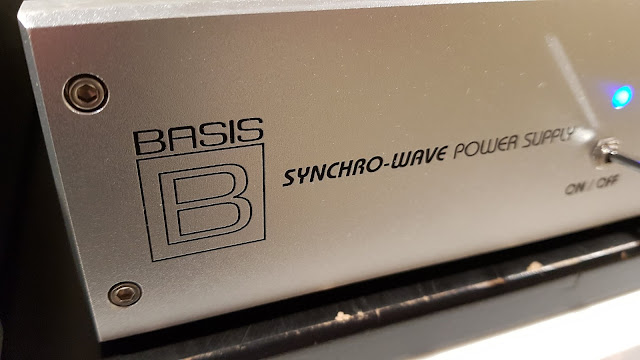 BASIS
B
SYNCHRO-WAVE POWER SUPPLY
ON / OFF